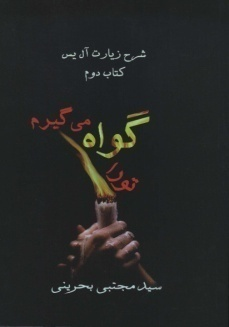 شرح زیارت آل یس
کتاب دوم
گواه می‌گیرم
تو را
سید مجتبی بحرینی